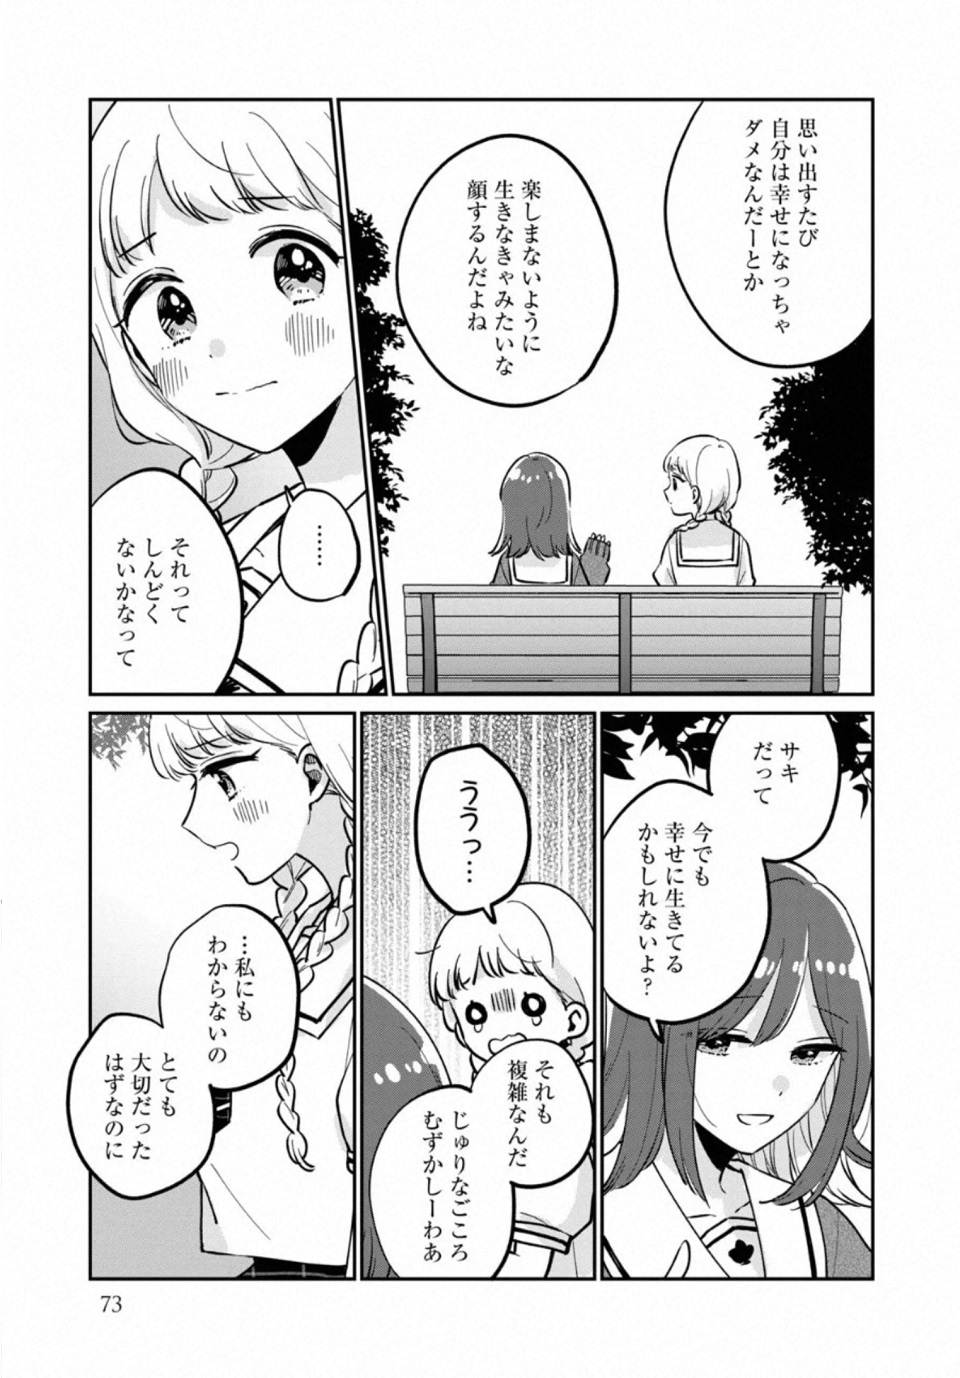 思い出すたび
自分は幸せになっちゃ
ダメなんだーとか
楽しまないように
生きなきゃみたいな
顔するんだよね
……
それって
しんどく
ないかなって
サキ
だって
今でも
幸せに生きてる
かもしれないよ？
ううっ…
それも
複雑なんだ
じゅりなごころ
むずかしーわあ
…私にも
わからないの
とても
大切だった
はずなのに
73